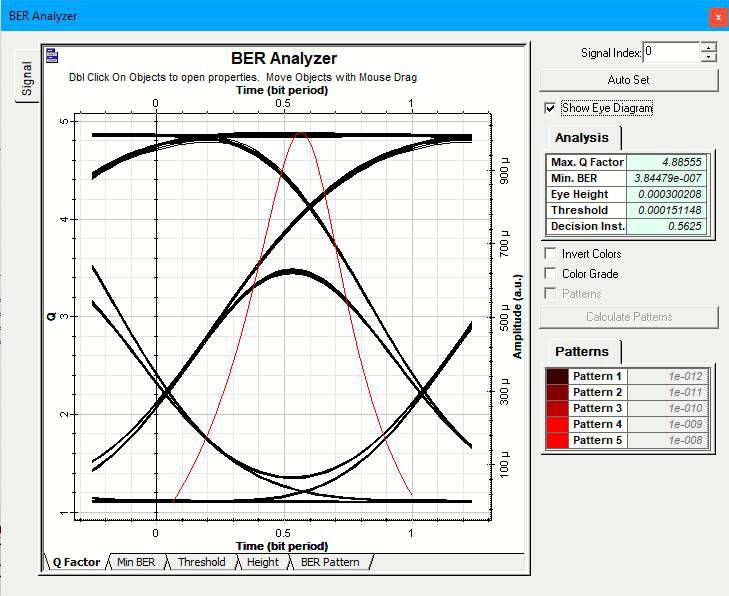 BER Analyzer
Signal
BER Analyzer
Dbl Click On Objects to open properties. Move Objects with Mouse Drag
Time (bit period)
0 0.5 1
Q
5
4
3
2
1
900 µ
700 µ
500 µ
300 µ
100 µ
Amplitude (a.u.)
0 0.5 1
Time (bit period)
Q Factor Min BER Threshold Height BER Pattern
Signal Index: 0
Auto Set
Show Eye Diagram
Analysis
Max. Q Factor 4.88555
Min. BER 3.84479e-007
Eye Height 0.000300208
Threshold 0.000151148
Decision Inst. 0.5625
Invert Colors
Color Grade
Patterns
Calculate Patterns
Patterns
Pattern 1 1e-012
Pattern 2 1e-011
Pattern 3 1e-010
Pattern 4 1e-009
Pattern 5 1e-008